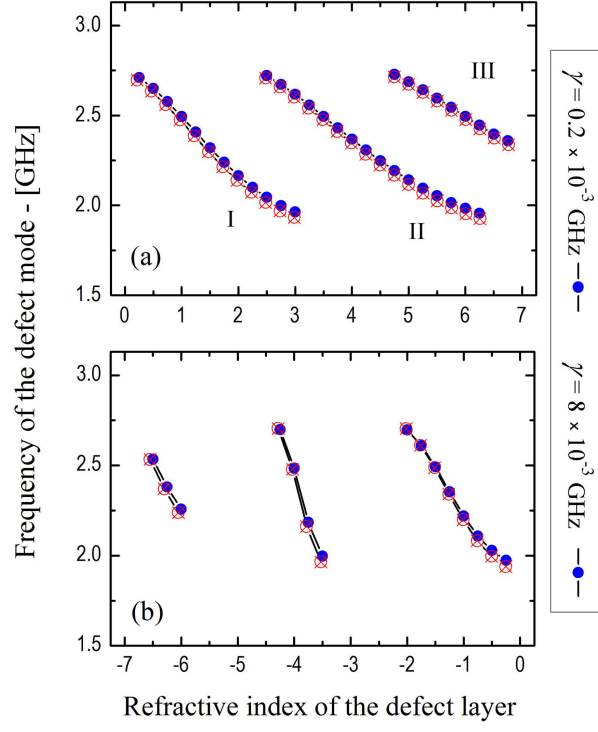 Frequency of the defect mode - [GHz]
3.0
2.5
2.0
1.5
I
II
III
(a)
0 1 2 3 4 5 6 7
3.0
2.5
2.0
1.5
(b)
-7 -6 -5 -4 -3 -2 -1 0
Refractive index of the defect layer
γ = 0.2 × 10⁻³ GHz
γ = 8 × 10⁻³ GHz